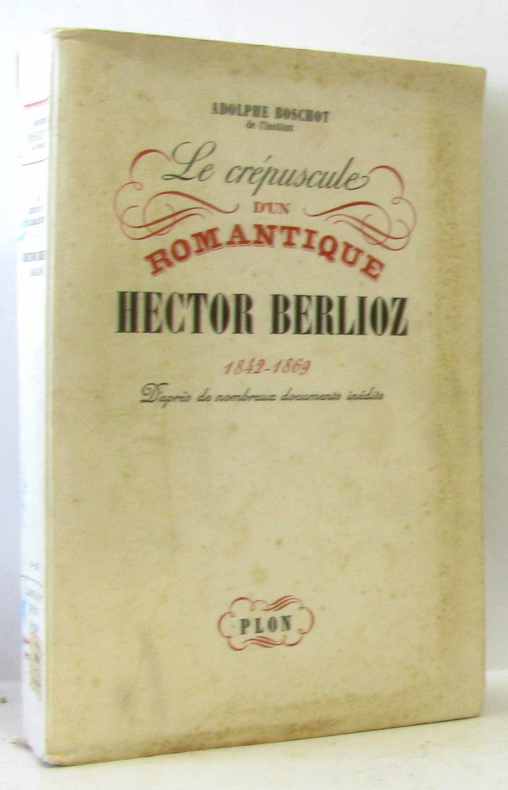 ADOLPHE BOSCHOT
de l'Institut
Le crépuscule
D'UN
ROMANTIQUE
HECTOR BERLIOZ
1842-1869
D'après de nombreux documents inédits
PLON